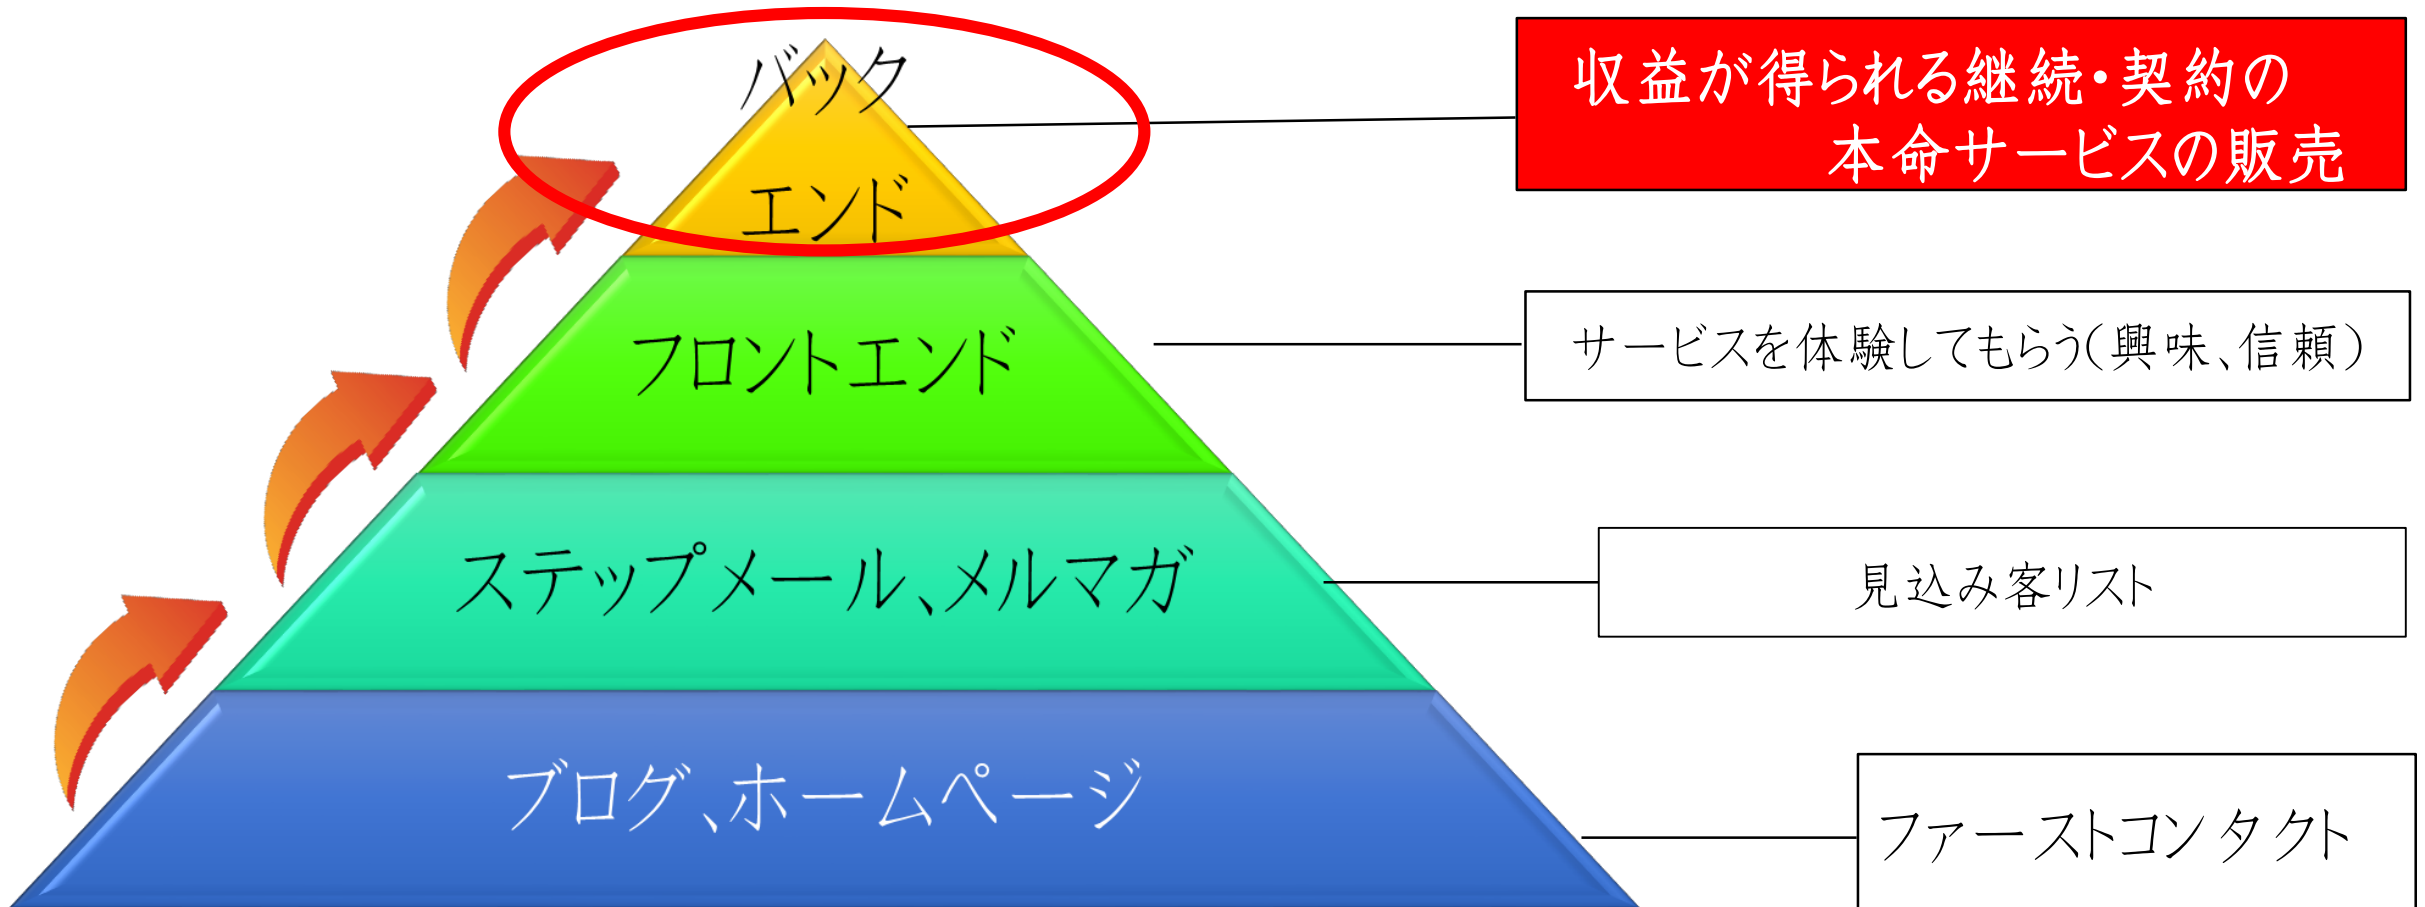 バック
エンド
収益が得られる継続・契約の
本命サービスの販売
フロントエンド
サービスを体験してもらう(興味、信頼)
ステップメール、メルマガ
見込み客リスト
ブログ、ホームページ
ファーストコンタクト